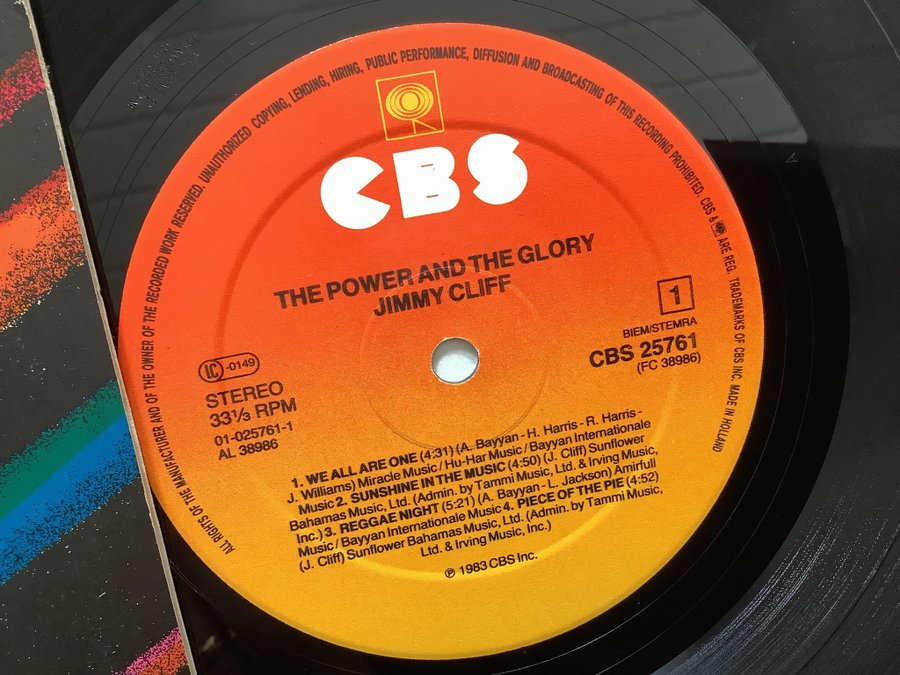 ALL RIGHTS OF THE MANUFACTURER AND OF THE OWNER OF THE RECORDED WORK RESERVED. UNAUTHORIZED COPYING, LENDING, HIRING, PUBLIC PERFORMANCE, DIFFUSION AND BROADCASTING OF THIS RECORDING PROHIBITED. CBS & ARE REG. TRADEMARKS OF CBS INC. MADE IN HOLLAND
CBS
THE POWER AND THE GLORY
JIMMY CLIFF
1
BIEM/STEMRA
CBS 25761
(FC 38986)
LC-0149
STEREO
33⅓ RPM
01-025761-1
AL 38986
1. WE ALL ARE ONE (4:31) (A. Bayyan - H. Harris - R. Harris -
J. Williams) Miracle Music / Hu-Har Music / Bayyan Internationale
Music 2. SUNSHINE IN THE MUSIC (4:50) (J. Cliff) Sunflower
Bahamas Music, Ltd. (Admin. by Tammi Music, Ltd. & Irving Music,
Inc.) 3. REGGAE NIGHT (5:21) (A. Bayyan - L. Jackson) Amirfull
Music / Bayyan Internationale Music 4. PIECE OF THE PIE (4:52)
(J. Cliff) Sunflower Bahamas Music, Ltd. (Admin. by Tammi Music,
Ltd. & Irving Music, Inc.)
℗ 1983 CBS Inc.